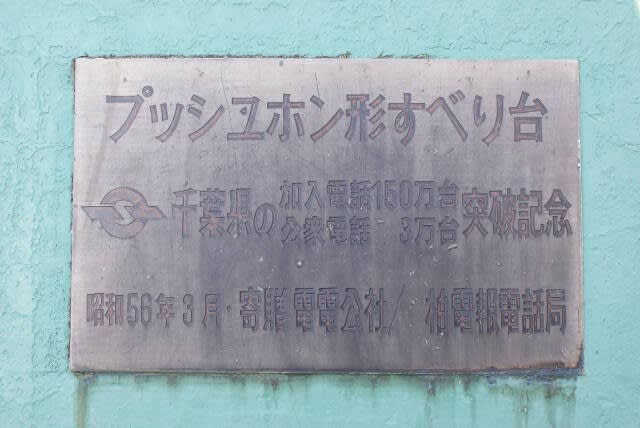 プッシュホン形すべり台
千葉県の加入電話150万台突破記念
公衆電話 3万台
昭和56年3月・寄贈 電電公社/柏電報電話局